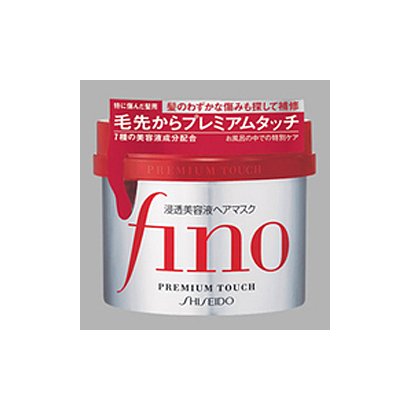 特に傷んだ髪用
髪のわずかな傷みも探して補修
毛先からプレミアムタッチ
7種の美容液成分配合
お風呂の中での特別ケア
PREMIUM TOUCH
浸透美容液ヘアマスク
fino
PREMIUM TOUCH
SHISEIDO